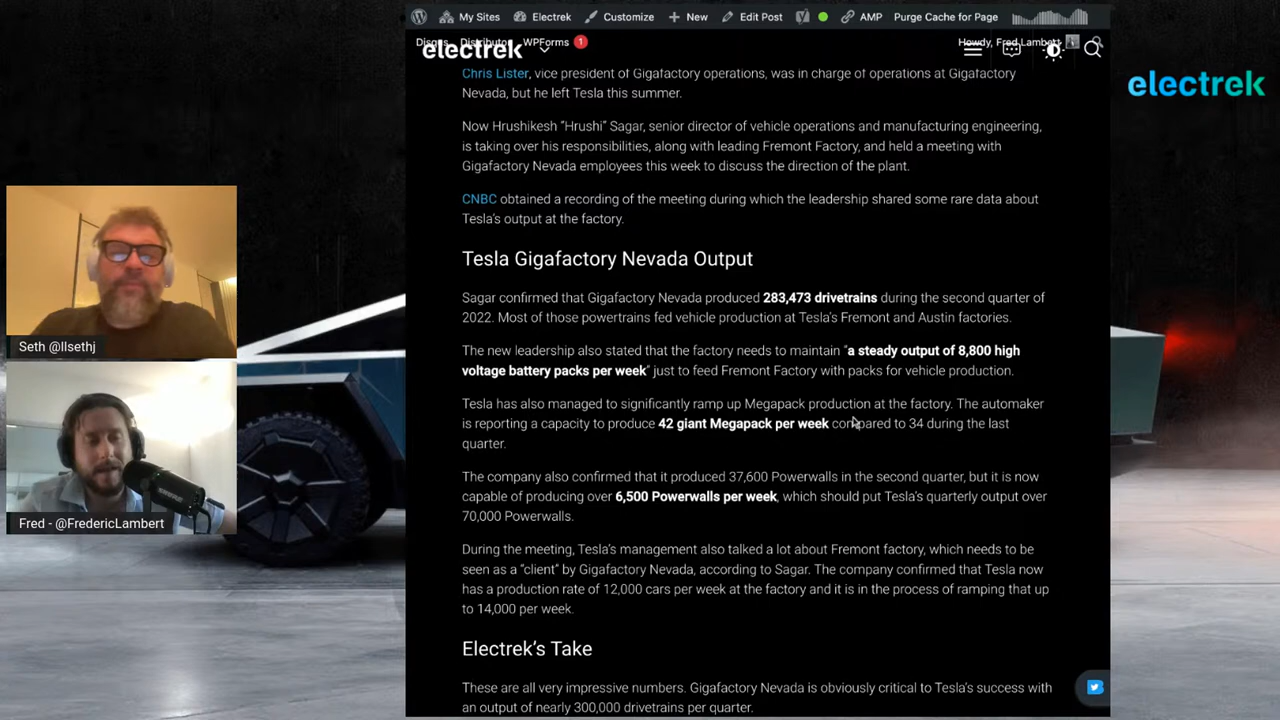 My Sites Electrek Customize New Edit Post AMP Purge Cache for Page
Disqus Distributor WPForms 1 Howdy, Fred Lambert
electrek
electrek
Chris Lister, vice president of Gigafactory operations, was in charge of operations at Gigafactory
Nevada, but he left Tesla this summer.
Now Hrushikesh “Hrushi” Sagar, senior director of vehicle operations and manufacturing engineering,
is taking over his responsibilities, along with leading Fremont Factory, and held a meeting with
Gigafactory Nevada employees this week to discuss the direction of the plant.
CNBC obtained a recording of the meeting during which the leadership shared some rare data about
Tesla's output at the factory.
Tesla Gigafactory Nevada Output
Sagar confirmed that Gigafactory Nevada produced 283,473 drivetrains during the second quarter of
2022. Most of those powertrains fed vehicle production at Tesla's Fremont and Austin factories.
The new leadership also stated that the factory needs to maintain "a steady output of 8,800 high
voltage battery packs per week" just to feed Fremont Factory with packs for vehicle production.
Tesla has also managed to significantly ramp up Megapack production at the factory. The automaker
is reporting a capacity to produce 42 giant Megapack per week compared to 34 during the last
quarter.
The company also confirmed that it produced 37,600 Powerwalls in the second quarter, but it is now
capable of producing over 6,500 Powerwalls per week, which should put Tesla's quarterly output over
70,000 Powerwalls.
During the meeting, Tesla's management also talked a lot about Fremont factory, which needs to be
seen as a “client” by Gigafactory Nevada, according to Sagar. The company confirmed that Tesla now
has a production rate of 12,000 cars per week at the factory and it is in the process of ramping that up
to 14,000 per week.
Electrek's Take
These are all very impressive numbers. Gigafactory Nevada is obviously critical to Tesla's success with
an output of nearly 300,000 drivetrains per quarter.
Seth @llsethj
Fred - @FredericLambert